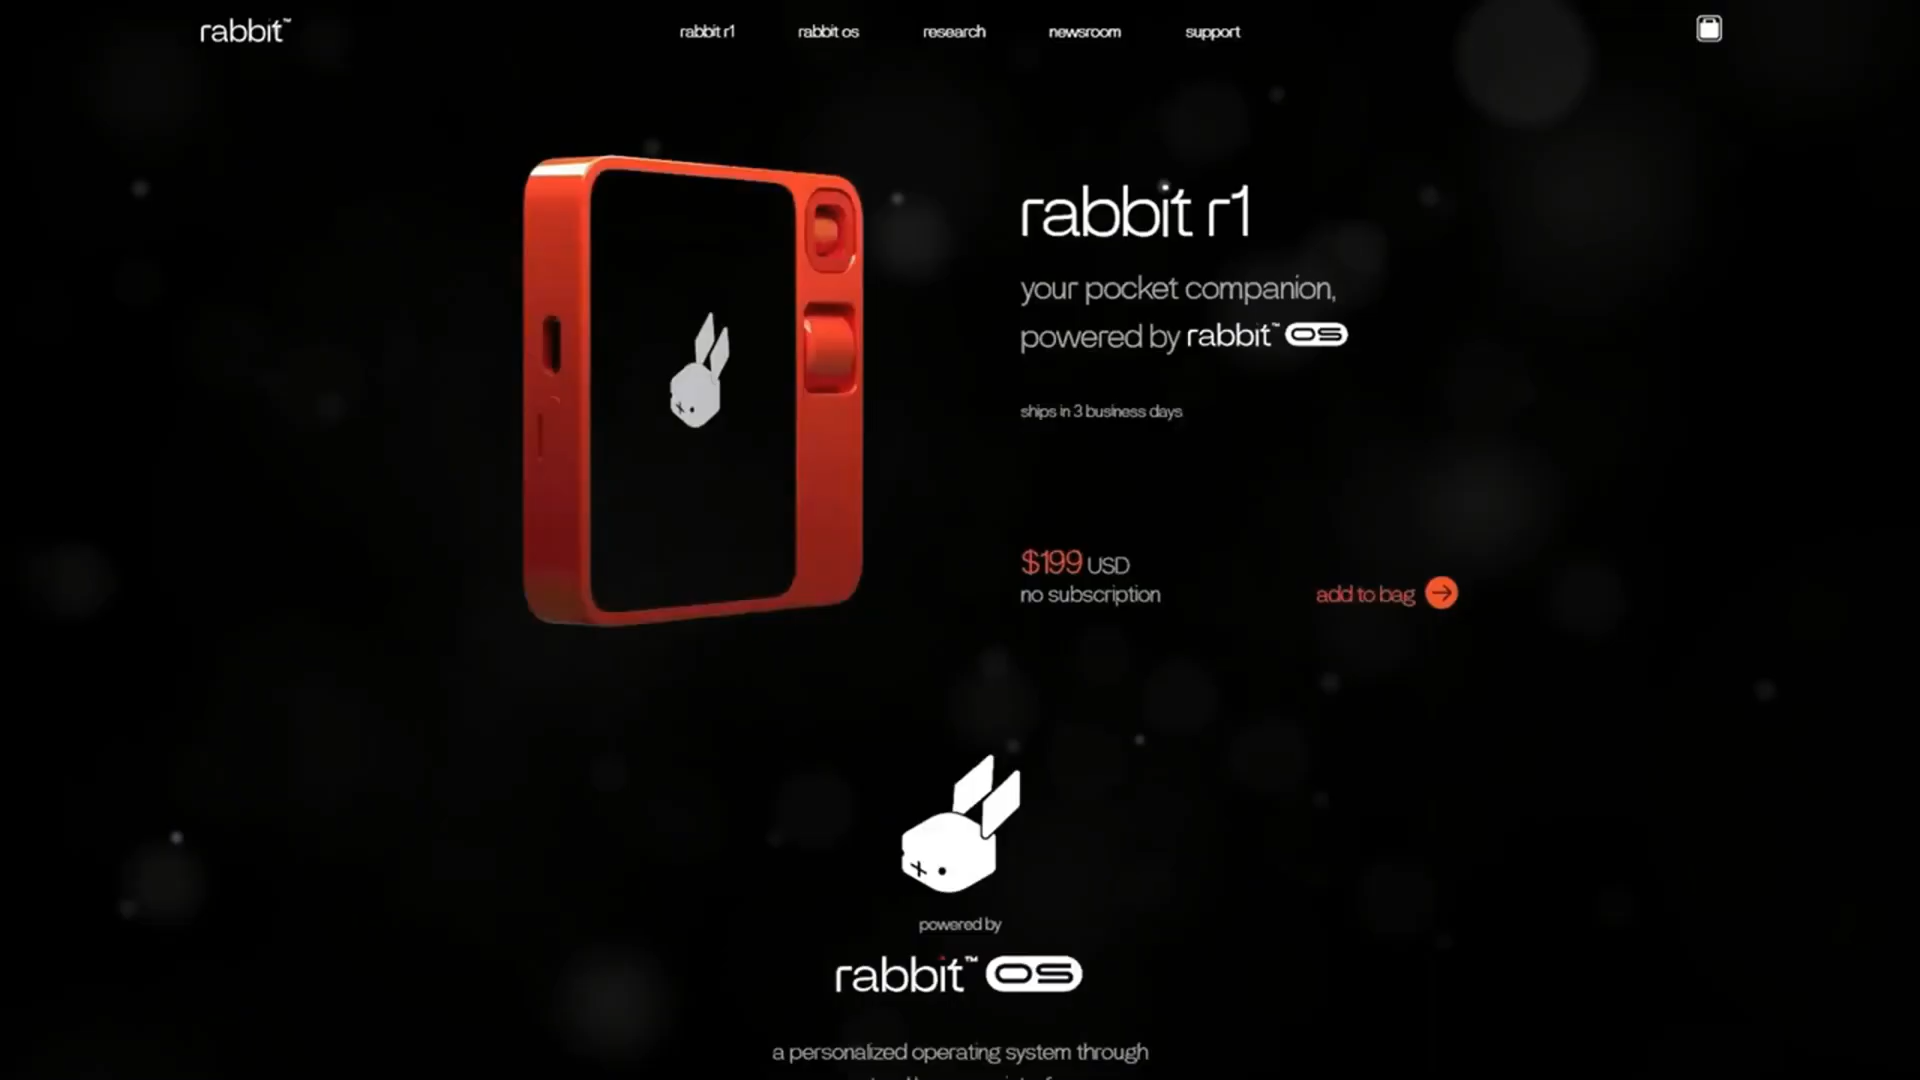 rabbit™
rabbit r1
rabbit os
research
newsroom
support
rabbit r1
your pocket companion,
powered by rabbit™ OS
ships in 3 business days
$199 USD
no subscription
add to bag
powered by
rabbit™ OS
a personalized operating system through